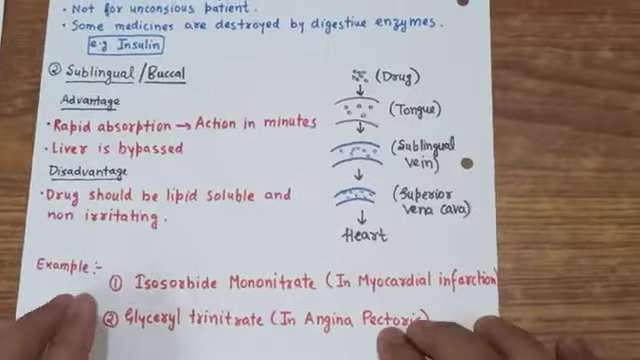 • Not for unconsious patient.
• Some medicines are destroyed by digestive enzymes.
e.g Insulin
② Sublingual / Buccal
Advantage
• Rapid absorption → Action in minutes
• Liver is bypassed
Disadvantage
• Drug should be lipid soluble and
non irritating.
(Drug)
(Tongue)
(Sublingual
vein)
(Superior
vena cava)
Heart
Example :-
① Isosorbide Mononitrate (In Myocardial infarction)
② Glyceryl trinitrate (In Angina Pectoris)